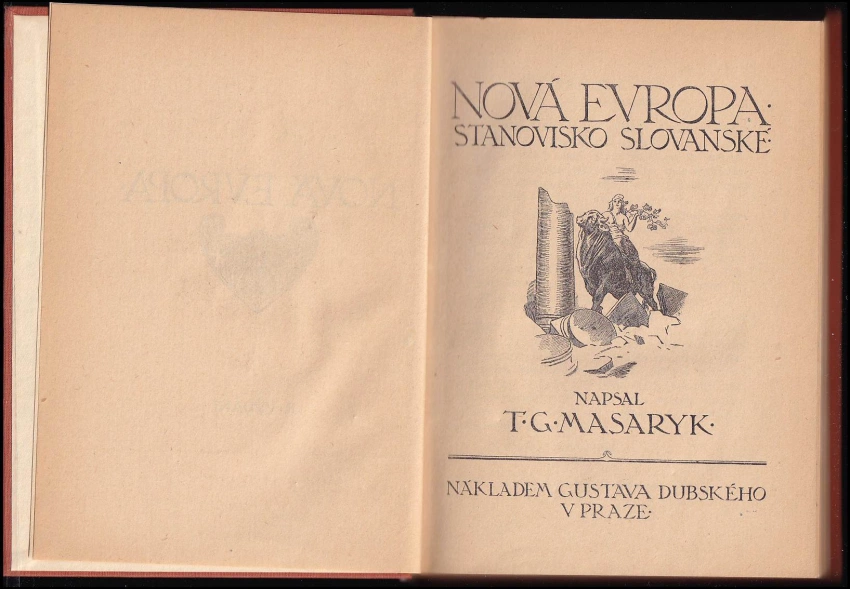 NOVÁ EVROPA·
STANOVISKO SLOVANSKÉ·
NAPSAL
T·G·MASARYK·
NÁKLADEM GUSTAVA DUBSKÉHO
V PRAZE·